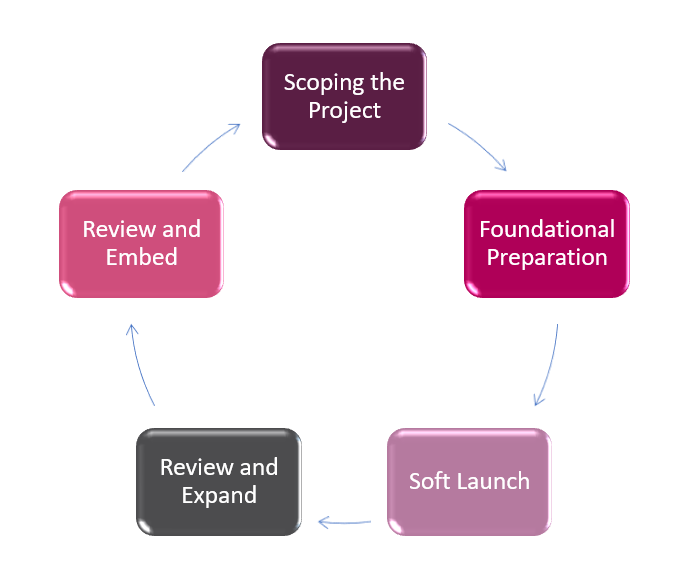 Scoping the
Project
Foundational
Preparation
Soft Launch
Review and
Expand
Review and
Embed